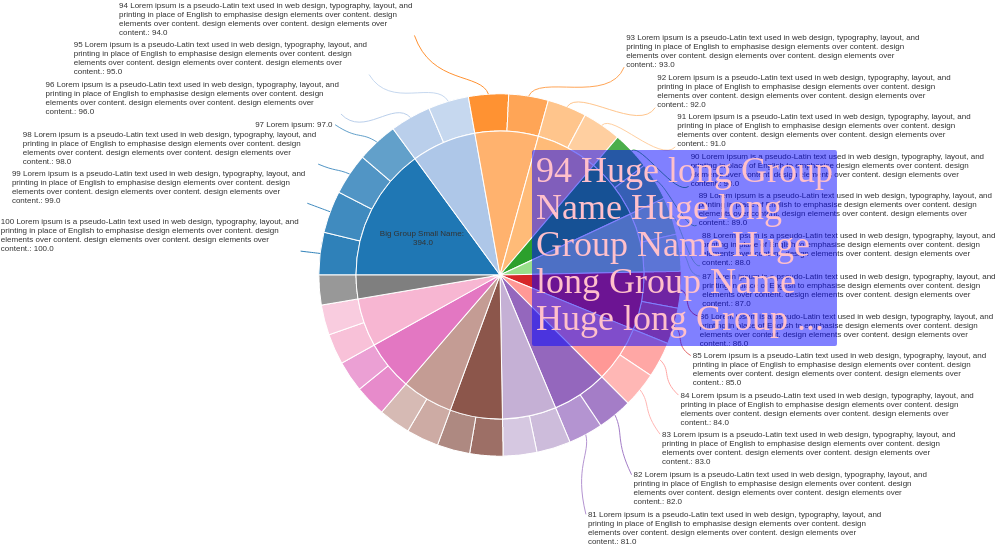 94 Lorem ipsum is a pseudo-Latin text used in web design, typography, layout, and
printing in place of English to emphasise design elements over content. design
elements over content. design elements over content. design elements over
content.: 94.0
95 Lorem ipsum is a pseudo-Latin text used in web design, typography, layout, and
printing in place of English to emphasise design elements over content. design
elements over content. design elements over content. design elements over
content.: 95.0
96 Lorem ipsum is a pseudo-Latin text used in web design, typography, layout, and
printing in place of English to emphasise design elements over content. design
elements over content. design elements over content. design elements over
content.: 96.0
97 Lorem ipsum: 97.0
98 Lorem ipsum is a pseudo-Latin text used in web design, typography, layout, and
printing in place of English to emphasise design elements over content. design
elements over content. design elements over content. design elements over
content.: 98.0
99 Lorem ipsum is a pseudo-Latin text used in web design, typography, layout, and
printing in place of English to emphasise design elements over content. design
elements over content. design elements over content. design elements over
content.: 99.0
100 Lorem ipsum is a pseudo-Latin text used in web design, typography, layout, and
printing in place of English to emphasise design elements over content. design
elements over content. design elements over content. design elements over
content.: 100.0
Big Group Small Name:
394.0
93 Lorem ipsum is a pseudo-Latin text used in web design, typography, layout, and
printing in place of English to emphasise design elements over content. design
elements over content. design elements over content. design elements over
content.: 93.0
92 Lorem ipsum is a pseudo-Latin text used in web design, typography, layout, and
printing in place of English to emphasise design elements over content. design
elements over content. design elements over content. design elements over
content.: 92.0
91 Lorem ipsum is a pseudo-Latin text used in web design, typography, layout, and
printing in place of English to emphasise design elements over content. design
elements over content. design elements over content. design elements over
content.: 91.0
94 Huge long Group
Name Huge long
Group Name Huge
long Group Name
Huge long Group ...
85 Lorem ipsum is a pseudo-Latin text used in web design, typography, layout, and
printing in place of English to emphasise design elements over content. design
elements over content. design elements over content. design elements over
content.: 85.0
84 Lorem ipsum is a pseudo-Latin text used in web design, typography, layout, and
printing in place of English to emphasise design elements over content. design
elements over content. design elements over content. design elements over
content.: 84.0
83 Lorem ipsum is a pseudo-Latin text used in web design, typography, layout, and
printing in place of English to emphasise design elements over content. design
elements over content. design elements over content. design elements over
content.: 83.0
82 Lorem ipsum is a pseudo-Latin text used in web design, typography, layout, and
printing in place of English to emphasise design elements over content. design
elements over content. design elements over content. design elements over
content.: 82.0
81 Lorem ipsum is a pseudo-Latin text used in web design, typography, layout, and
printing in place of English to emphasise design elements over content. design
elements over content. design elements over content. design elements over
content.: 81.0